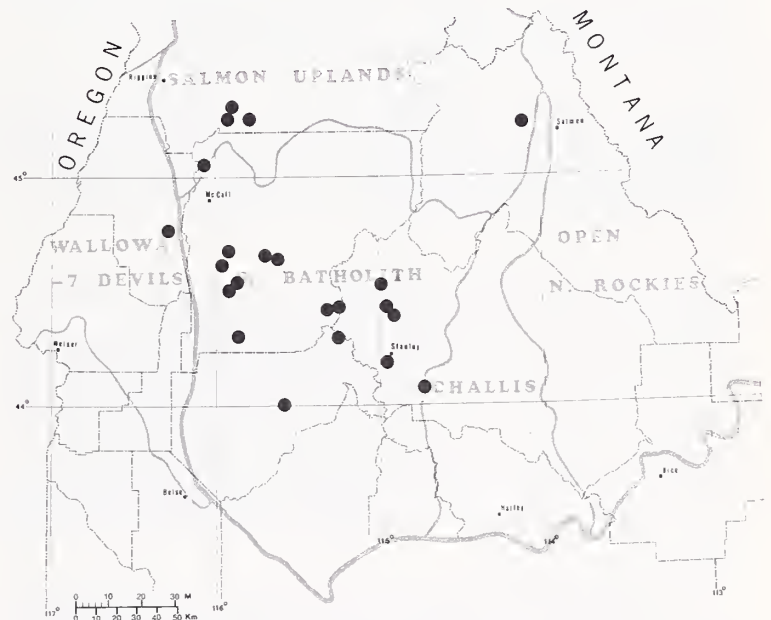 OREGON
MONTANA
Riggins
SALMON UPLANDS
Salmon
45°
McCall
WALLOWA
-7 DEVILS
BATHOLITH
OPEN
N. ROCKIES
Weiser
Stanley
CHALLIS
44°
Boise
Hailey
Arco
0 10 20 30 M
0 10 20 30 40 50 Km
117°
116°
115°
114°
113°